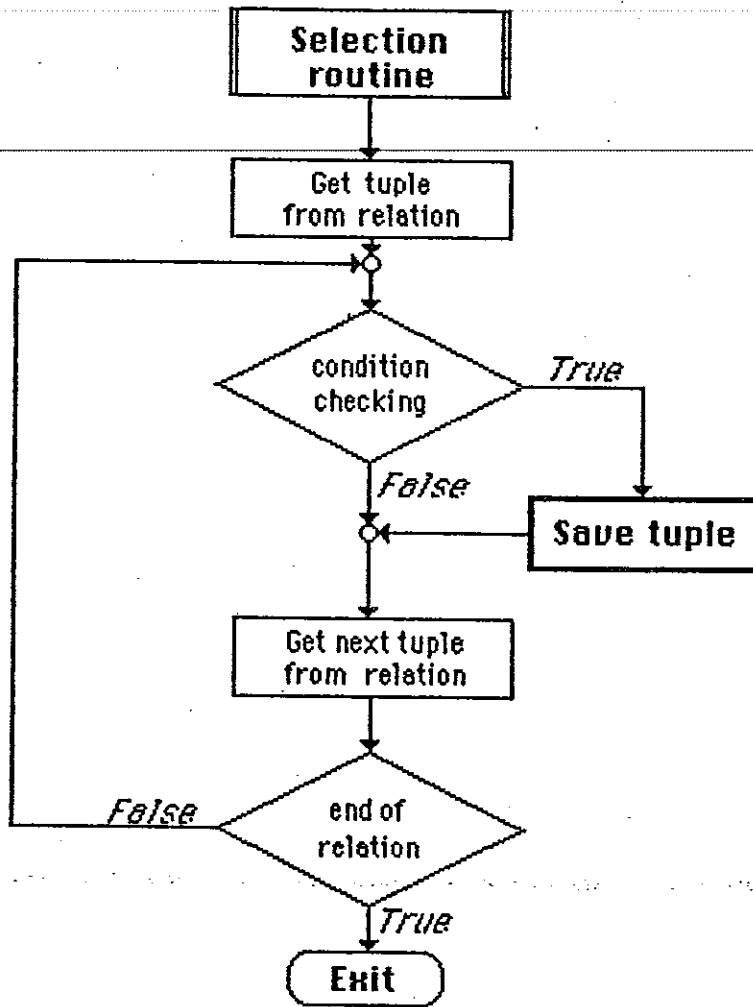 Selection
routine
Get tuple
from relation
condition
checking
True
False
Save tuple
Get next tuple
from relation
False
end of
relation
True
Exit